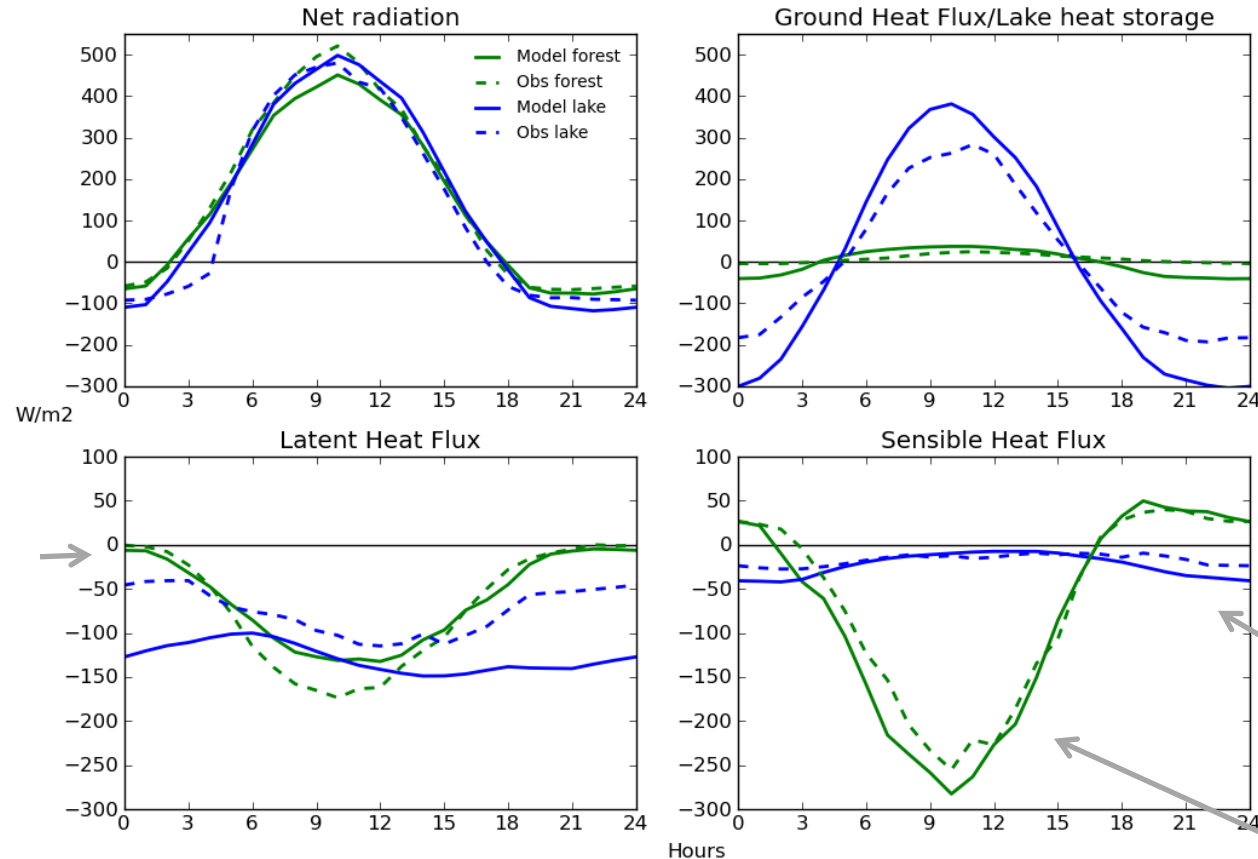 Net radiation
500
400
300
200
100
0
−100
−200
−300
0 3 6 9 12 15 18 21 24
Model forest
Obs forest
Model lake
Obs lake
W/m2
Ground Heat Flux/Lake heat storage
500
400
300
200
100
0
−100
−200
−300
0 3 6 9 12 15 18 21 24
Latent Heat Flux
100
50
0
−50
−100
−150
−200
−250
−300
0 3 6 9 12 15 18 21 24
Sensible Heat Flux
100
50
0
−50
−100
−150
−200
−250
−300
0 3 6 9 12 15 18 21 24
Hours